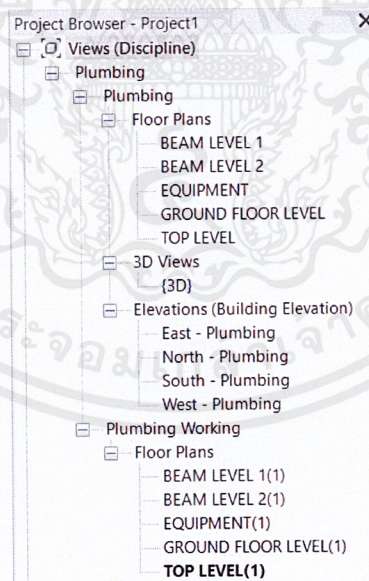 Project Browser - Project1
Views (Discipline)
Plumbing
Plumbing
Floor Plans
BEAM LEVEL 1
BEAM LEVEL 2
EQUIPMENT
GROUND FLOOR LEVEL
TOP LEVEL
3D Views
{3D}
Elevations (Building Elevation)
East - Plumbing
North - Plumbing
South - Plumbing
West - Plumbing
Plumbing Working
Floor Plans
BEAM LEVEL 1(1)
BEAM LEVEL 2(1)
EQUIPMENT(1)
GROUND FLOOR LEVEL(1)
TOP LEVEL(1)